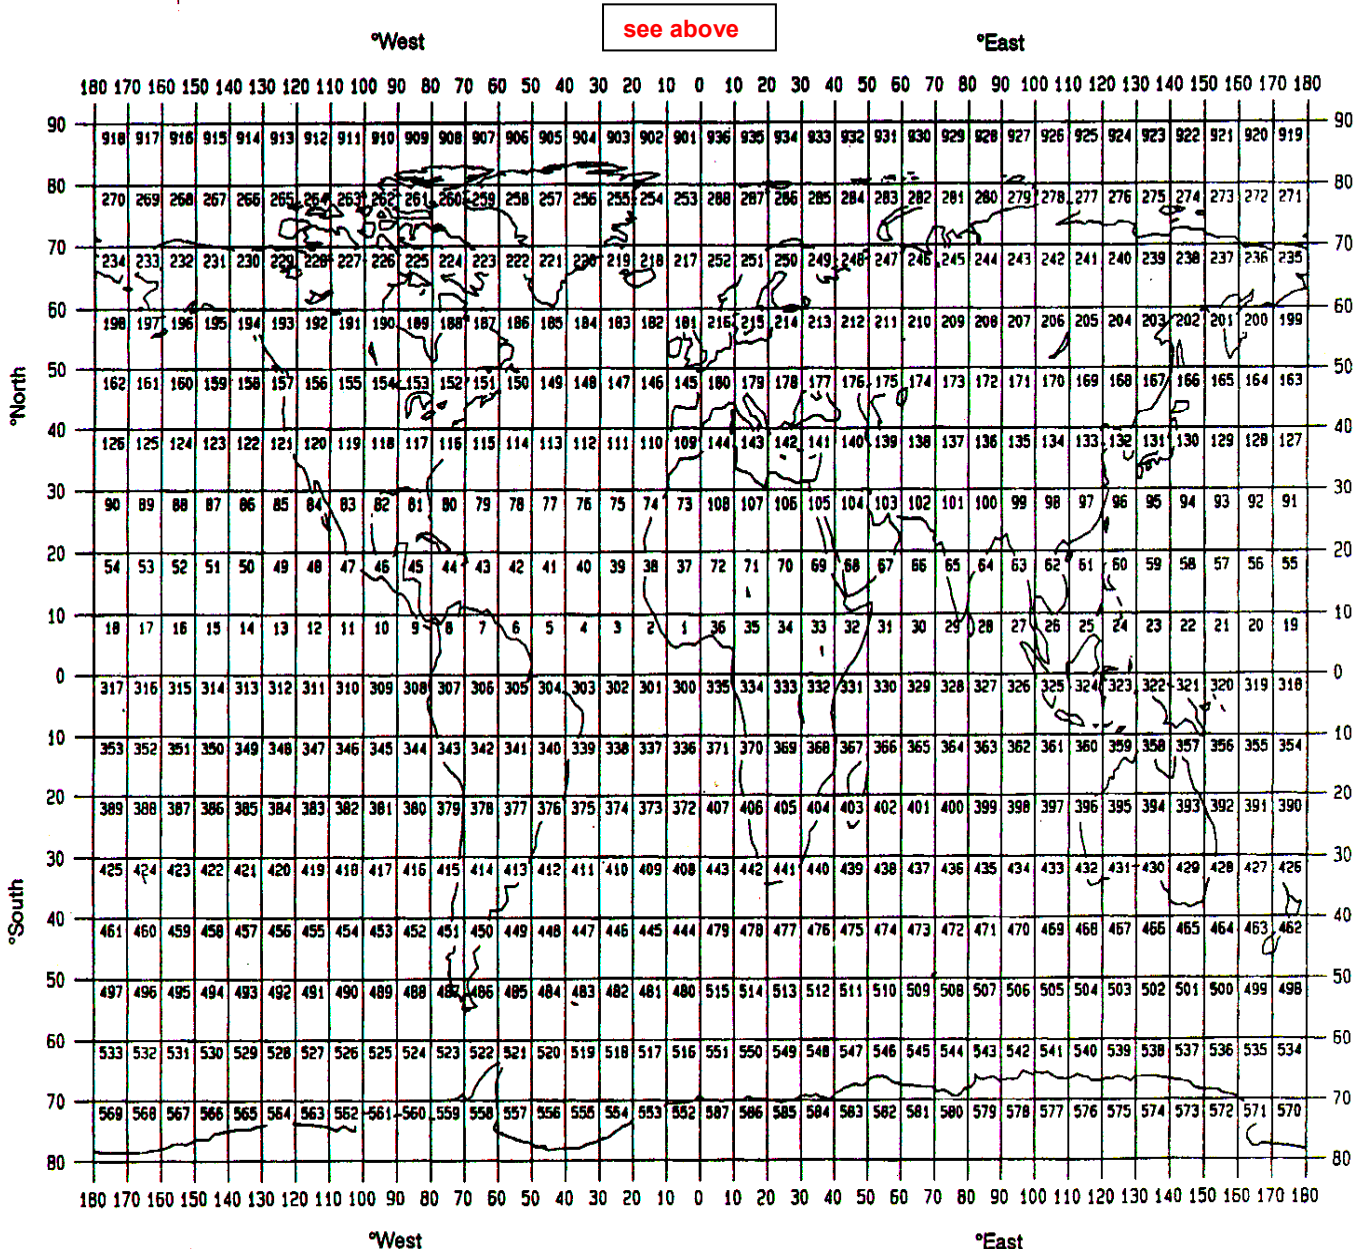 see above
°West °East
180 170 160 150 140 130 120 110 100 90 80 70 60 50 40 30 20 10 0 10 20 30 40 50 60 70 80 90 100 110 120 130 140 150 160 170 180
90 90
918 917 916 915 914 913 912 911 910 909 908 907 906 905 904 903 902 901 936 935 934 933 932 931 930 929 928 927 926 925 924 923 922 921 920 919
80 80
270 269 268 267 266 265 264 263 262 261 260 259 258 257 256 255 254 253 288 287 286 285 284 283 282 281 280 279 278 277 276 275 274 273 272 271
70 70
234 233 232 231 230 229 228 227 226 225 224 223 222 221 220 219 218 217 252 251 250 249 248 247 246 245 244 243 242 241 240 239 238 237 236 235
60 60
198 197 196 195 194 193 192 191 190 189 188 187 186 185 184 183 182 181 216 215 214 213 212 211 210 209 208 207 206 205 204 203 202 201 200 199
50 50
162 161 160 159 158 157 156 155 154 153 152 151 150 149 148 147 146 145 180 179 178 177 176 175 174 173 172 171 170 169 168 167 166 165 164 163
°North
40 40
126 125 124 123 122 121 120 119 118 117 116 115 114 113 112 111 110 109 144 143 142 141 140 139 138 137 136 135 134 133 132 131 130 129 128 127
30 30
90 89 88 87 86 85 84 83 82 81 80 79 78 77 76 75 74 73 108 107 106 105 104 103 102 101 100 99 98 97 96 95 94 93 92 91
20 20
54 53 52 51 50 49 48 47 46 45 44 43 42 41 40 39 38 37 72 71 70 69 68 67 66 65 64 63 62 61 60 59 58 57 56 55
10 10
18 17 16 15 14 13 12 11 10 9 8 7 6 5 4 3 2 1 36 35 34 33 32 31 30 29 28 27 26 25 24 23 22 21 20 19
0 0
317 316 315 314 313 312 311 310 309 308 307 306 305 304 303 302 301 300 335 334 333 332 331 330 329 328 327 326 325 324 323 322 321 320 319 318
10 10
353 352 351 350 349 348 347 346 345 344 343 342 341 340 339 338 337 336 371 370 369 368 367 366 365 364 363 362 361 360 359 358 357 356 355 354
20 20
389 388 387 386 385 384 383 382 381 380 379 378 377 376 375 374 373 372 407 406 405 404 403 402 401 400 399 398 397 396 395 394 393 392 391 390
30 30
425 424 423 422 421 420 419 418 417 416 415 414 413 412 411 410 409 408 443 442 441 440 439 438 437 436 435 434 433 432 431 430 429 428 427 426
°South
40 40
461 460 459 458 457 456 455 454 453 452 451 450 449 448 447 446 445 444 479 478 477 476 475 474 473 472 471 470 469 468 467 466 465 464 463 462
50 50
497 496 495 494 493 492 491 490 489 488 487 486 485 484 483 482 481 480 515 514 513 512 511 510 509 508 507 506 505 504 503 502 501 500 499 498
60 60
533 532 531 530 529 528 527 526 525 524 523 522 521 520 519 518 517 516 551 550 549 548 547 546 545 544 543 542 541 540 539 538 537 536 535 534
70 70
569 568 567 566 565 564 563 562 561 560 559 558 557 556 555 554 553 552 587 586 585 584 583 582 581 580 579 578 577 576 575 574 573 572 571 570
80 80
180 170 160 150 140 130 120 110 100 90 80 70 60 50 40 30 20 10 0 10 20 30 40 50 60 70 80 90 100 110 120 130 140 150 160 170 180
°West °East